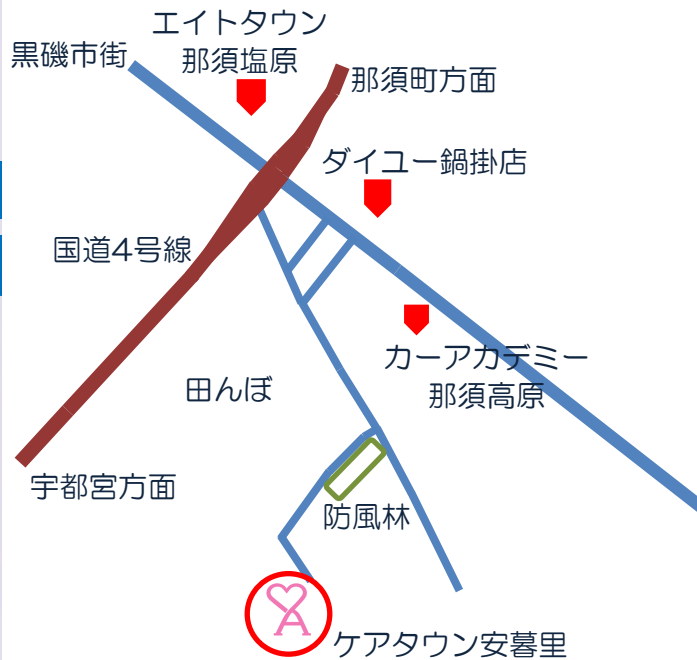 エイトタウン
那須塩原
黒磯市街
那須町方面
ダイユー鍋掛店
国道4号線
カーアカデミー
那須高原
田んぼ
宇都宮方面
防風林
ケアタウン安暮里